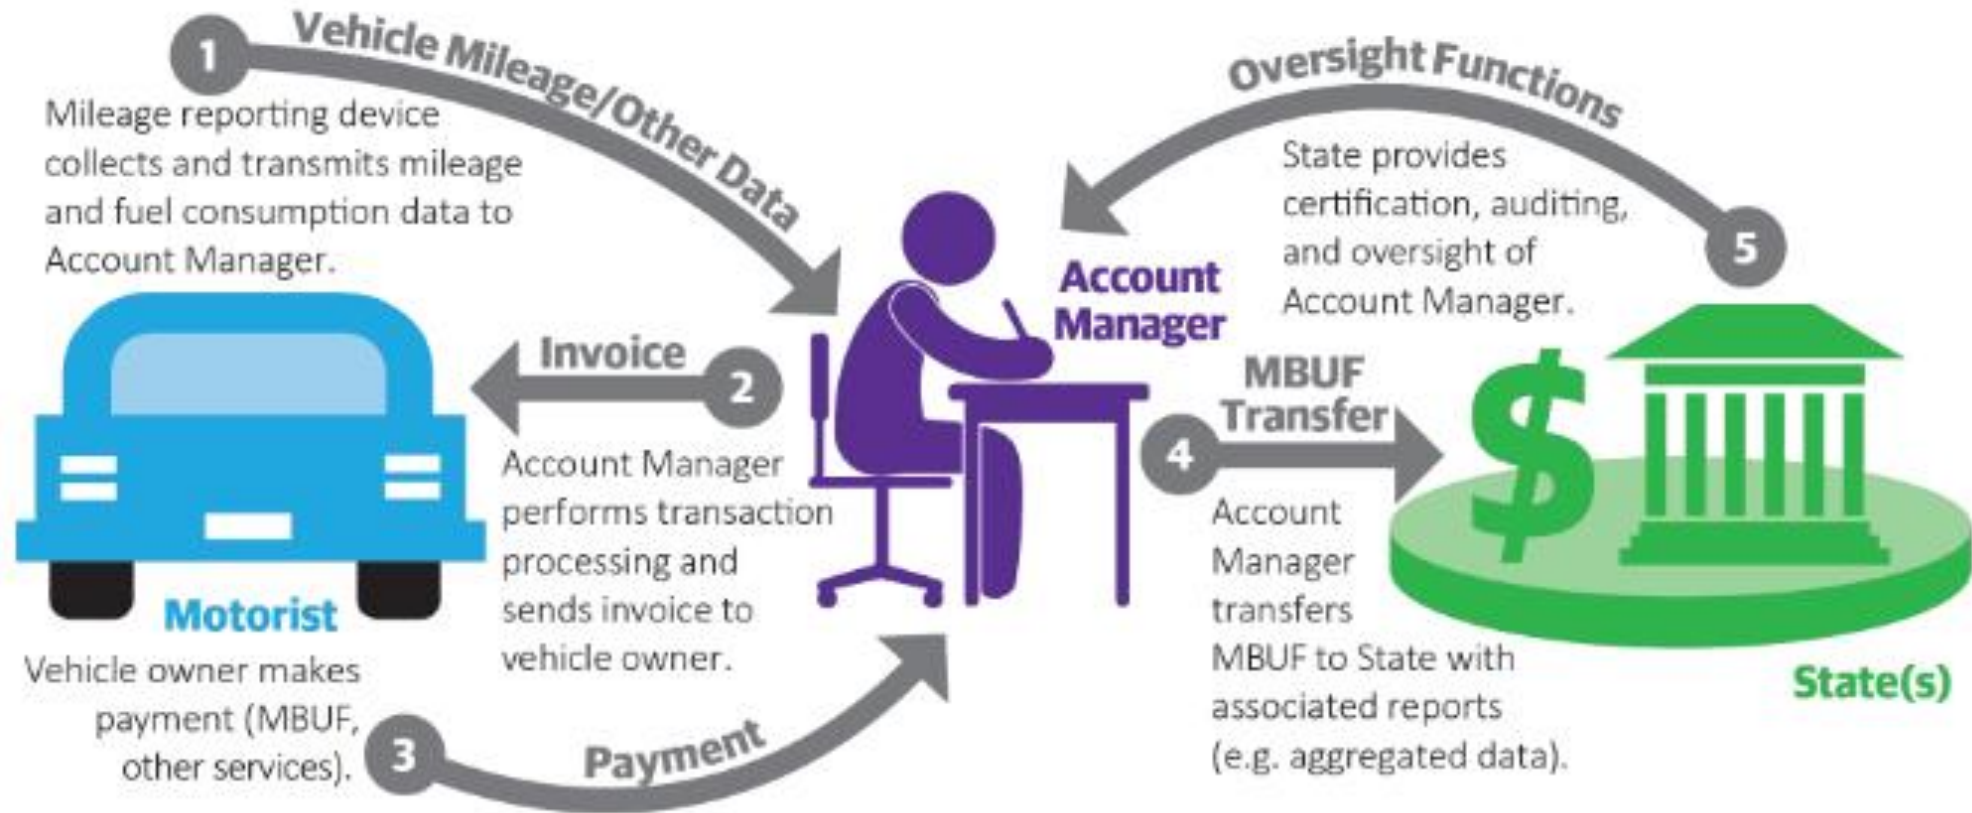 1
Vehicle Mileage/Other Data
Mileage reporting device
collects and transmits mileage
and fuel consumption data to
Account Manager.
Invoice
2
Account Manager
performs transaction
processing and
sends invoice to
vehicle owner.
Motorist
Vehicle owner makes
payment (MBUF,
other services).
3
Payment
Account
Manager
MBUF
Transfer
4
Account
Manager
transfers
MBUF to State with
associated reports
(e.g. aggregated data).
Oversight Functions
State provides
certification, auditing,
and oversight of
Account Manager.
5
$
State(s)